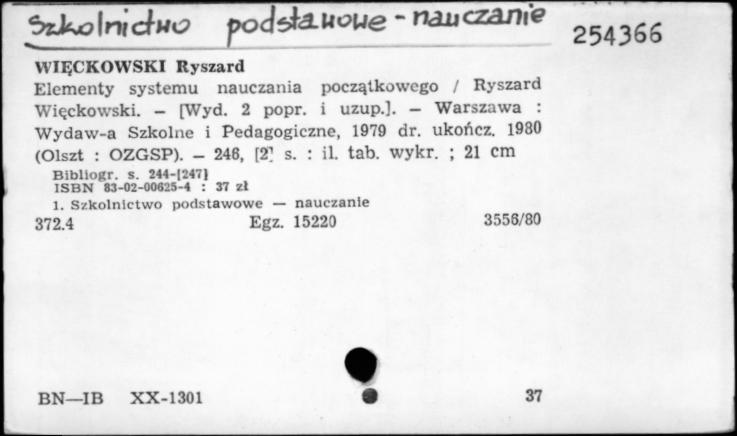 Szkolnictwo podstawowe - nauczanie
254366
WIĘCKOWSKI Ryszard
Elementy systemu nauczania początkowego / Ryszard
Więckowski. — [Wyd. 2 popr. i uzup.]. — Warszawa :
Wydaw-a Szkolne i Pedagogiczne, 1979 dr. ukończ. 1980
(Olszt : OZGSP). — 246, [2] s. : il. tab. wykr. ; 21 cm
Bibliogr. s. 244-[247]
ISBN 83-02-00625-4 : 37 zł
1. Szkolnictwo podstawowe — nauczanie
372.4 Egz. 15220 3556/80
BN—IB XX-1301 37